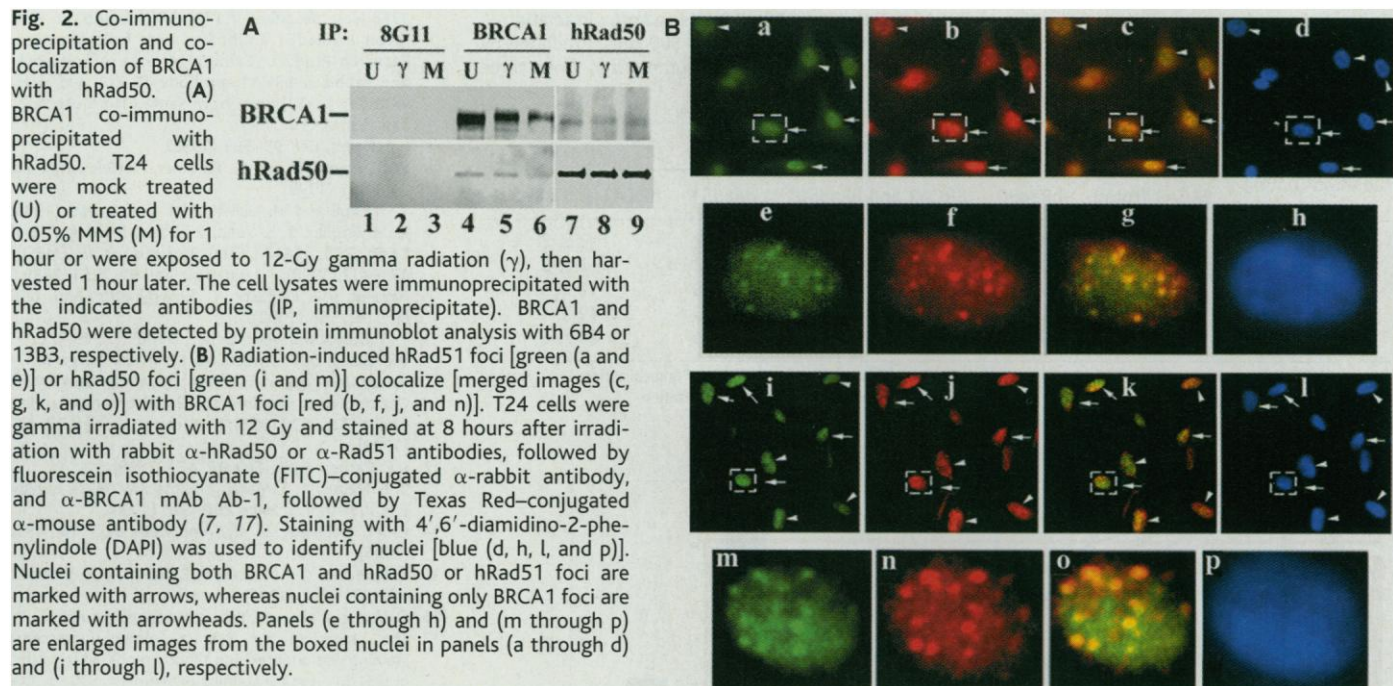 Fig. 2. Co-immuno-
precipitation and co-
localization of BRCA1
with hRad50. (A)
BRCA1 co-immuno-
precipitated with
hRad50. T24 cells
were mock treated
(U) or treated with
0.05% MMS (M) for 1
hour or were exposed to 12-Gy gamma radiation (γ), then har-
vested 1 hour later. The cell lysates were immunoprecipitated with
the indicated antibodies (IP, immunoprecipitate). BRCA1 and
hRad50 were detected by protein immunoblot analysis with 6B4 or
13B3, respectively. (B) Radiation-induced hRad51 foci [green (a and
e)] or hRad50 foci [green (i and m)] colocalize [merged images (c,
g, k, and o)] with BRCA1 foci [red (b, f, j, and n)]. T24 cells were
gamma irradiated with 12 Gy and stained at 8 hours after irradi-
ation with rabbit α-hRad50 or α-Rad51 antibodies, followed by
fluorescein isothiocyanate (FITC)–conjugated α-rabbit antibody,
and α-BRCA1 mAb Ab-1, followed by Texas Red–conjugated
α-mouse antibody (7, 17). Staining with 4′,6′-diamidino-2-phe-
nylindole (DAPI) was used to identify nuclei [blue (d, h, l, and p)].
Nuclei containing both BRCA1 and hRad50 or hRad51 foci are
marked with arrows, whereas nuclei containing only BRCA1 foci are
marked with arrowheads. Panels (e through h) and (m through p)
are enlarged images from the boxed nuclei in panels (a through d)
and (i through l), respectively.
A
IP: 8G11 BRCA1 hRad50
U γ M U γ M U γ M
BRCA1
hRad50
1 2 3 4 5 6 7 8 9
B
a b c d
e f g h
i j k l
m n o p